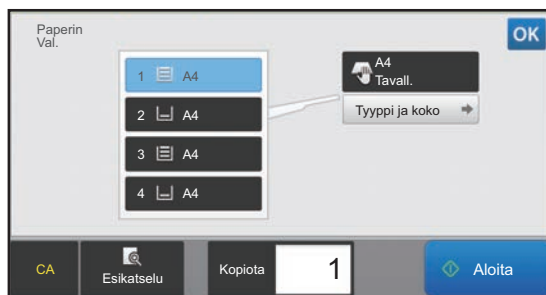 Paperin
Val.
OK
1 A4
2 A4
3 A4
4 A4
A4
Tavall.
Tyyppi ja koko
CA
Esikatselu
Kopiota
1
Aloita